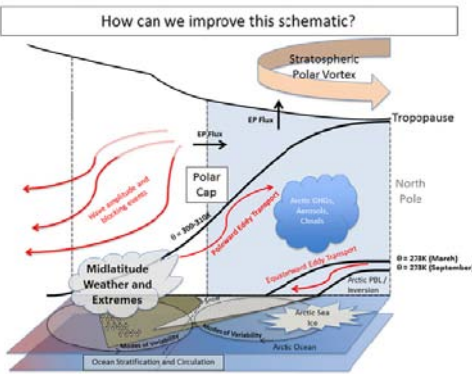 How can we improve this schematic?
Stratospheric
Polar Vortex
EP Flux
Tropopause
EP Flux
Polar
Cap
Wave amplitude and
blocking events
θ = 300-310K
Poleward Eddy Transport
Arctic GHGs,
Aerosols,
Clouds
North
Pole
Midlatitude
Weather and
Extremes
Equatorward Eddy Transport
θ = 278K (March)
θ = 278K (September)
Arctic PBL /
Inversion
Snow
Modes of Variability
Arctic Sea
Ice
Modes of Variability
Arctic Ocean
Ocean Stratification and Circulation